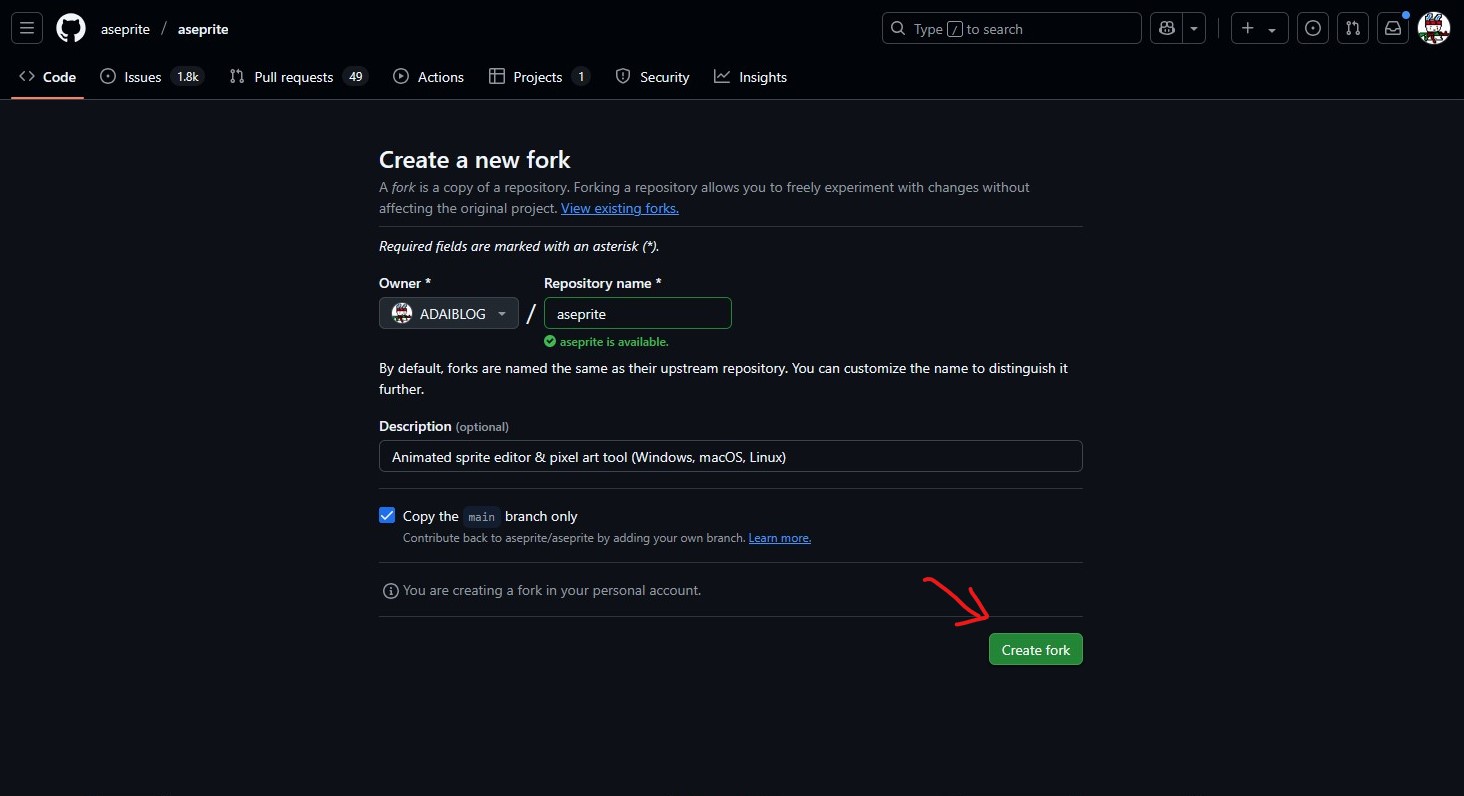 aseprite / aseprite
Type / to search
Code
Issues 1.8k
Pull requests 49
Actions
Projects 1
Security
Insights
Create a new fork
A fork is a copy of a repository. Forking a repository allows you to freely experiment with changes without
affecting the original project. View existing forks.
Required fields are marked with an asterisk (*).
Owner *
Repository name *
ADAIBLOG / aseprite
aseprite is available.
By default, forks are named the same as their upstream repository. You can customize the name to distinguish it
further.
Description (optional)
Animated sprite editor & pixel art tool (Windows, macOS, Linux)
Copy the main branch only
Contribute back to aseprite/aseprite by adding your own branch. Learn more.
You are creating a fork in your personal account.
Create fork